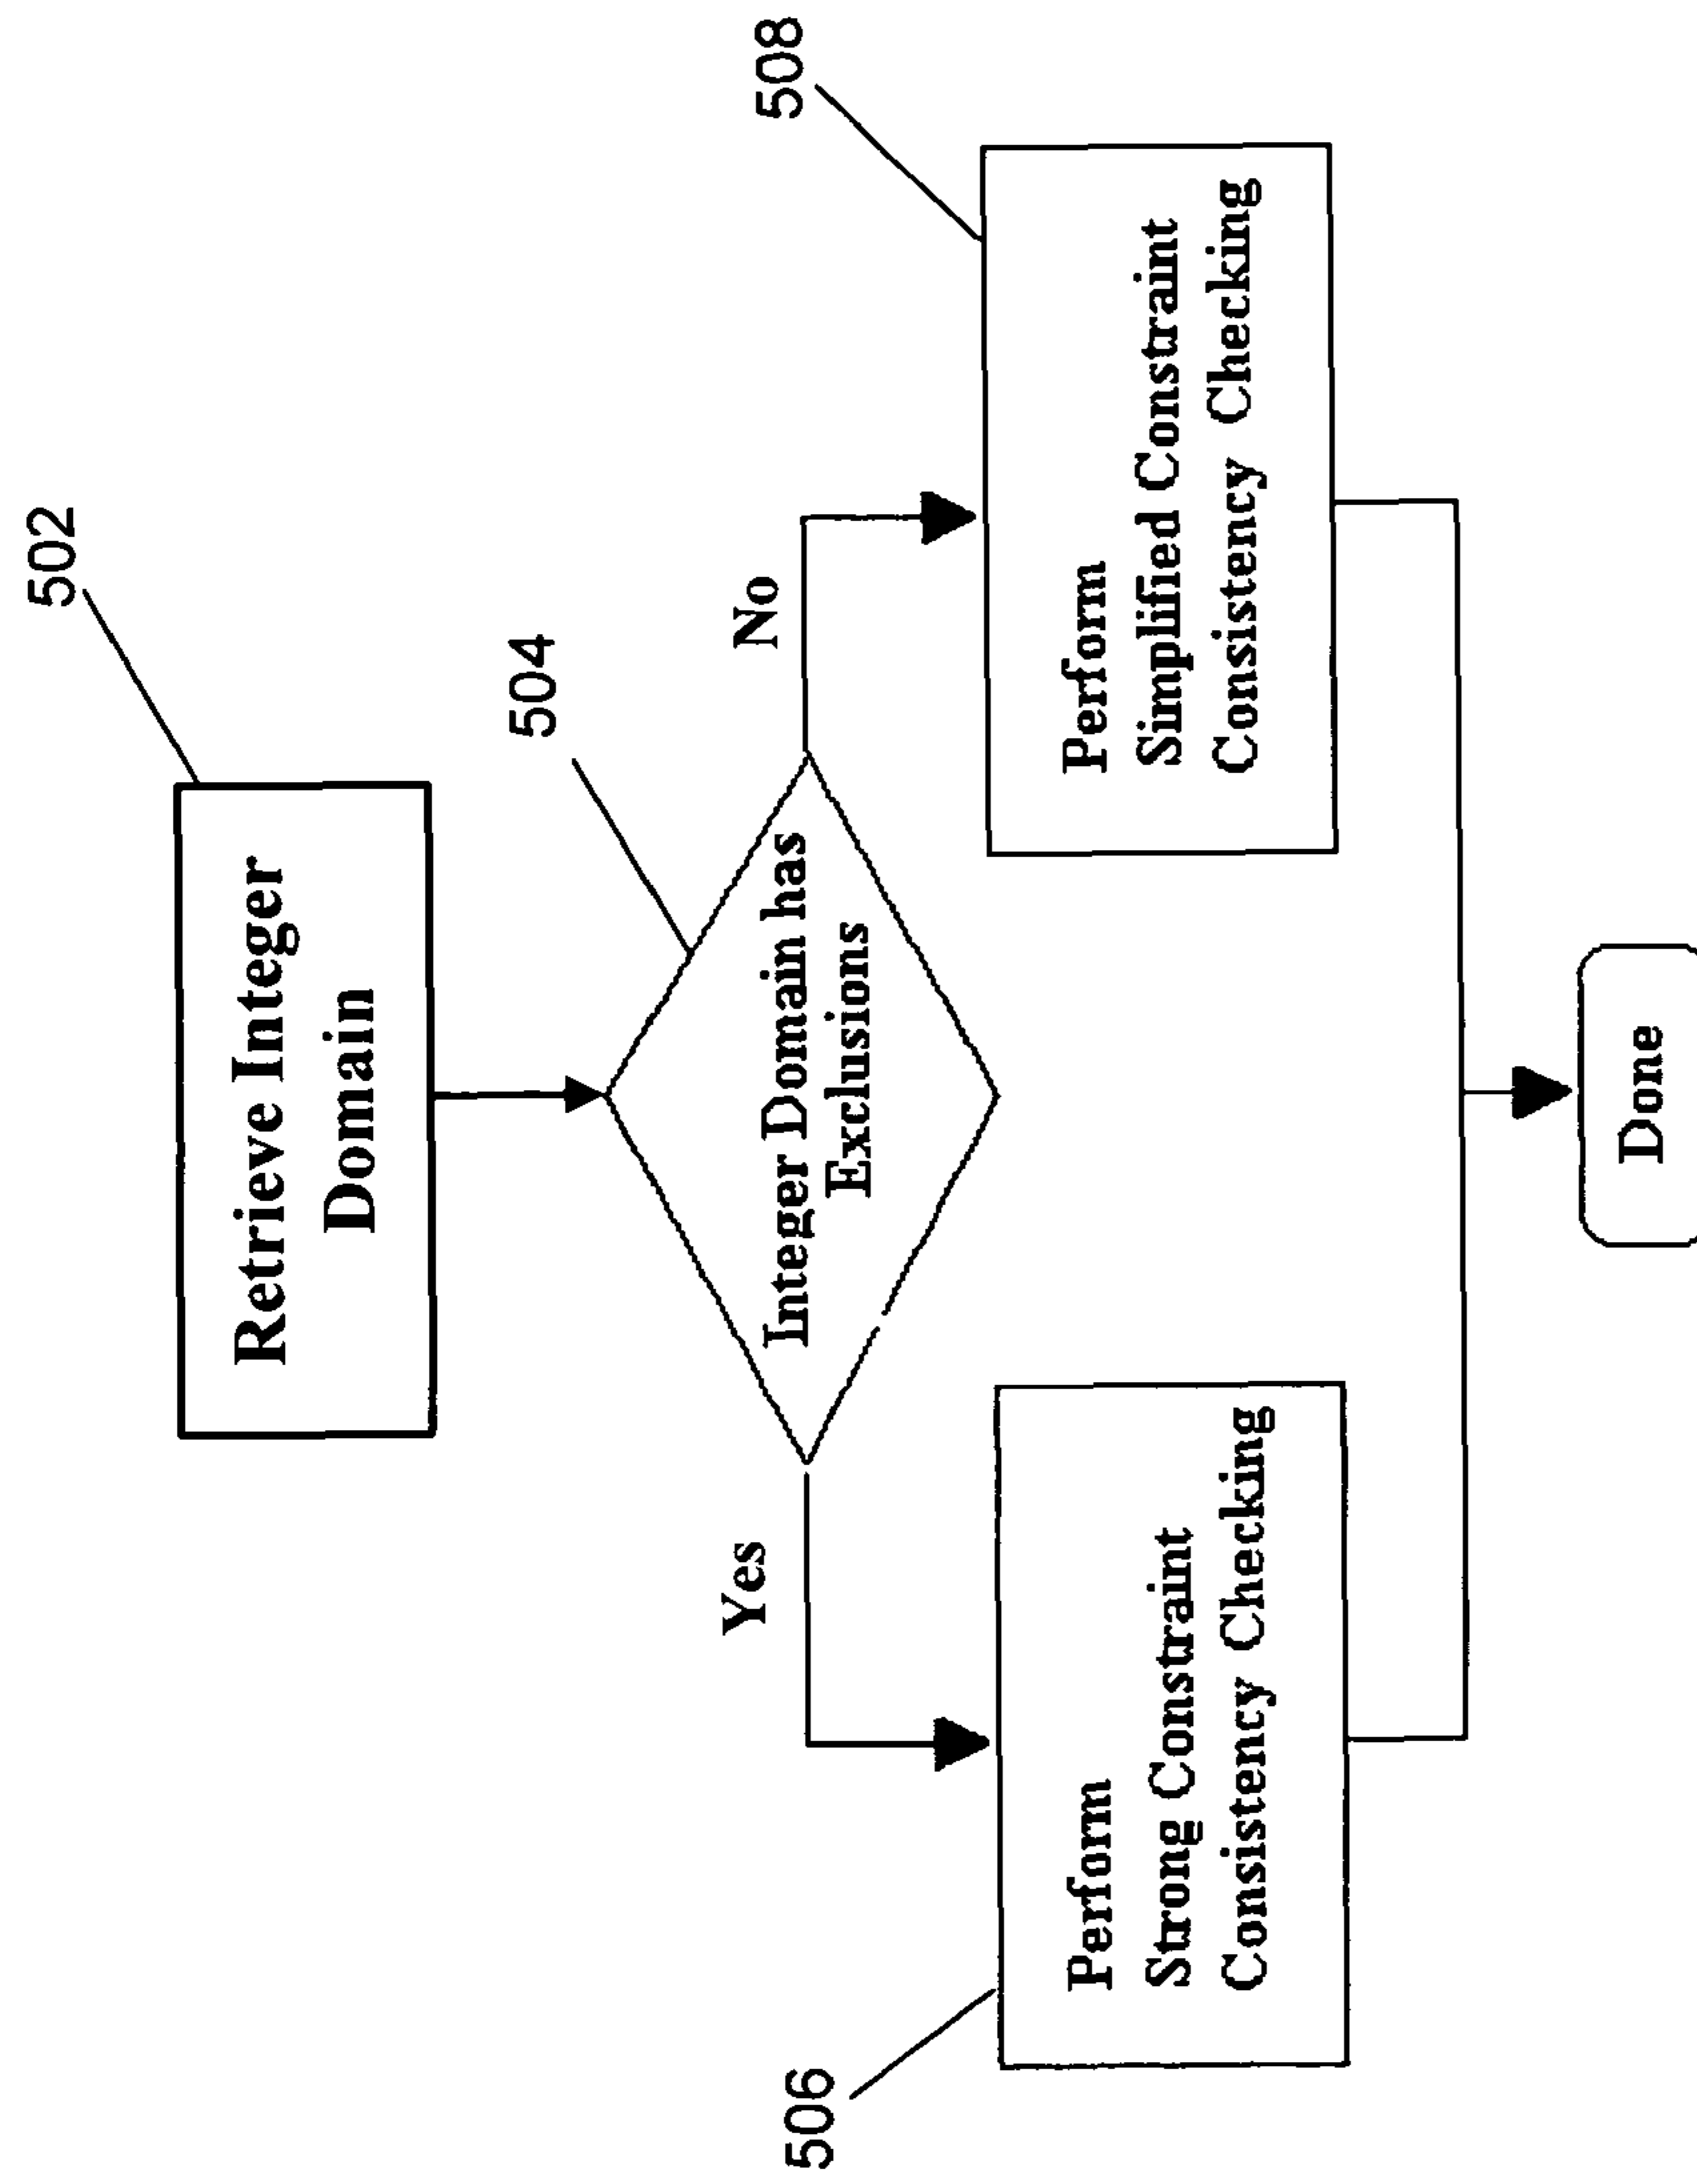 502
Retrieve Integer
Domain
504
Integer Domain has
Exclusions
Yes
No
506
Perform
Strong Constraint
Consistency Checking
508
Perform
Simplified Constraint
Consistency Checking
Done